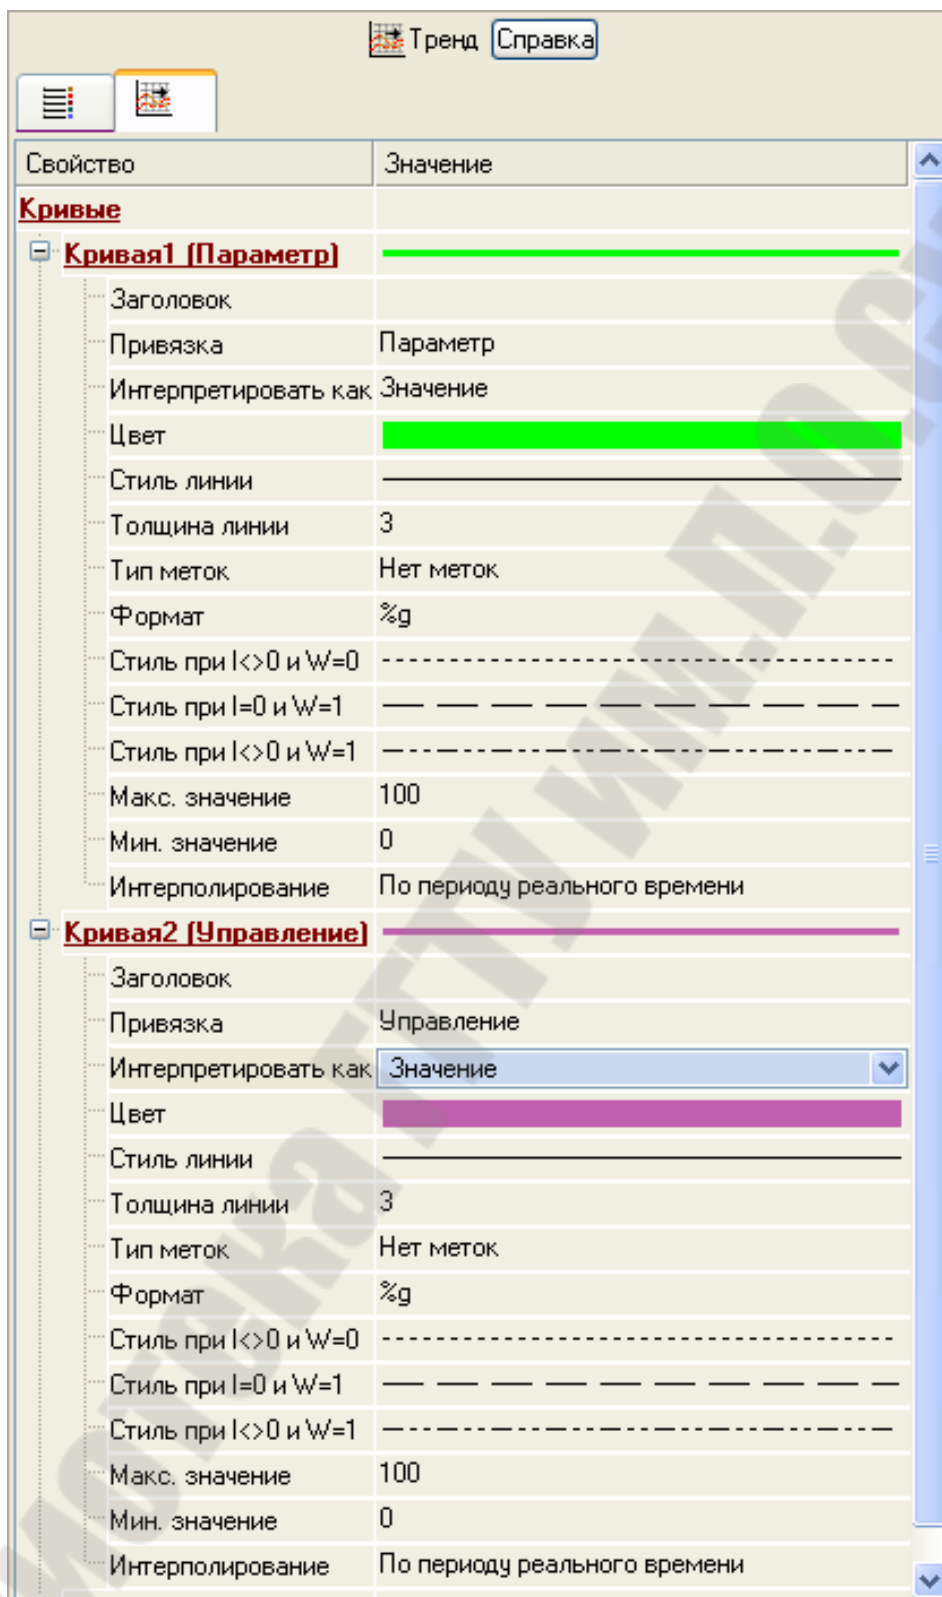 Тренд Справка
Свойство Значение
Кривые
Кривая1 (Параметр)
Заголовок
Привязка Параметр
Интерпретировать как Значение
Цвет
Стиль линии
Толщина линии 3
Тип меток Нет меток
Формат %g
Стиль при I<>0 и W=0
Стиль при I=0 и W=1
Стиль при I<>0 и W=1
Макс. значение 100
Мин. значение 0
Интерполирование По периоду реального времени
Кривая2 (Управление)
Заголовок
Привязка Управление
Интерпретировать как Значение
Цвет
Стиль линии
Толщина линии 3
Тип меток Нет меток
Формат %g
Стиль при I<>0 и W=0
Стиль при I=0 и W=1
Стиль при I<>0 и W=1
Макс. значение 100
Мин. значение 0
Интерполирование По периоду реального времени
ГГТУ им.П.О.